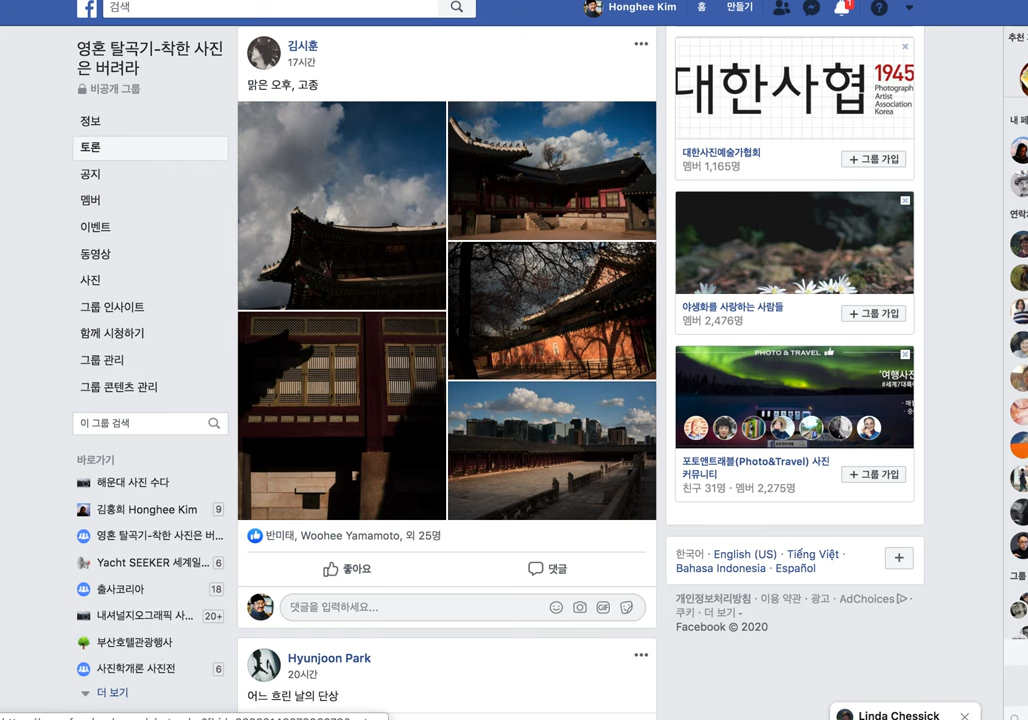 검색
Honghee Kim
홈
만들기
1
영혼 탈곡기-착한 사진
은 버려라
비공개 그룹
정보
토론
공지
멤버
이벤트
동영상
사진
그룹 인사이트
함께 시청하기
그룹 관리
그룹 콘텐츠 관리
이 그룹 검색
바로가기
해운대 사진 수다
김홍희 Honghee Kim 9
영혼 탈곡기-착한 사진은 버...
Yacht SEEKER 세계일... 6
출사코리아 18
내셔널지오그래픽 사... 20+
부산호텔관광행사
사진학개론 사진전 6
더 보기
김시훈
17시간
맑은 오후, 고종
반미태, Woohee Yamamoto, 외 25명
좋아요
댓글
댓글을 입력하세요...
GIF
Hyunjoon Park
20시간
어느 흐린 날의 단상
대한사협
1945
Photograph
Artist
Association
Korea
대한사진예술가협회
멤버 1,165명
+ 그룹 가입
야생화를 사랑하는 사람들
멤버 2,476명
+ 그룹 가입
PHOTO & TRAVEL
'여행사진
#세계7대륙
포토앤트래블(Photo&Travel) 사진
커뮤니티
친구 31명 · 멤버 2,275명
+ 그룹 가입
한국어 · English (US) · Tiếng Việt ·
Bahasa Indonesia · Español
개인정보처리방침 · 이용 약관 · 광고 · AdChoices ·
쿠키 · 더 보기
Facebook © 2020
추천
내 페
연락
그룹
Linda Chessick